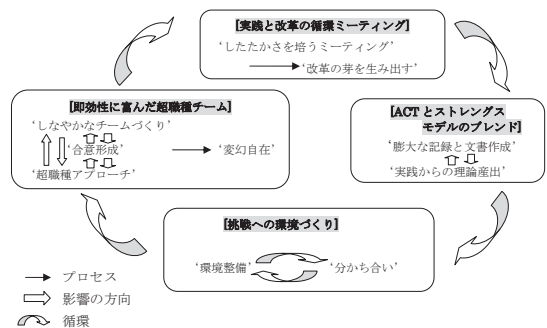 [実践と改革の循環ミーティング]
‘したたかさを培うミーティング’
‘改革の芽を生み出す’
[即効性に富んだ超職種チーム]
‘しなやかなチームづくり’
‘合意形成’
‘変幻自在’
‘超職種アプローチ’
[ACTとストレングス
モデルのブレンド]
‘膨大な記録と文書作成’
‘実践からの理論産出’
[挑戦への環境づくり]
‘環境整備’
‘分かち合い’
プロセス
影響の方向
循環